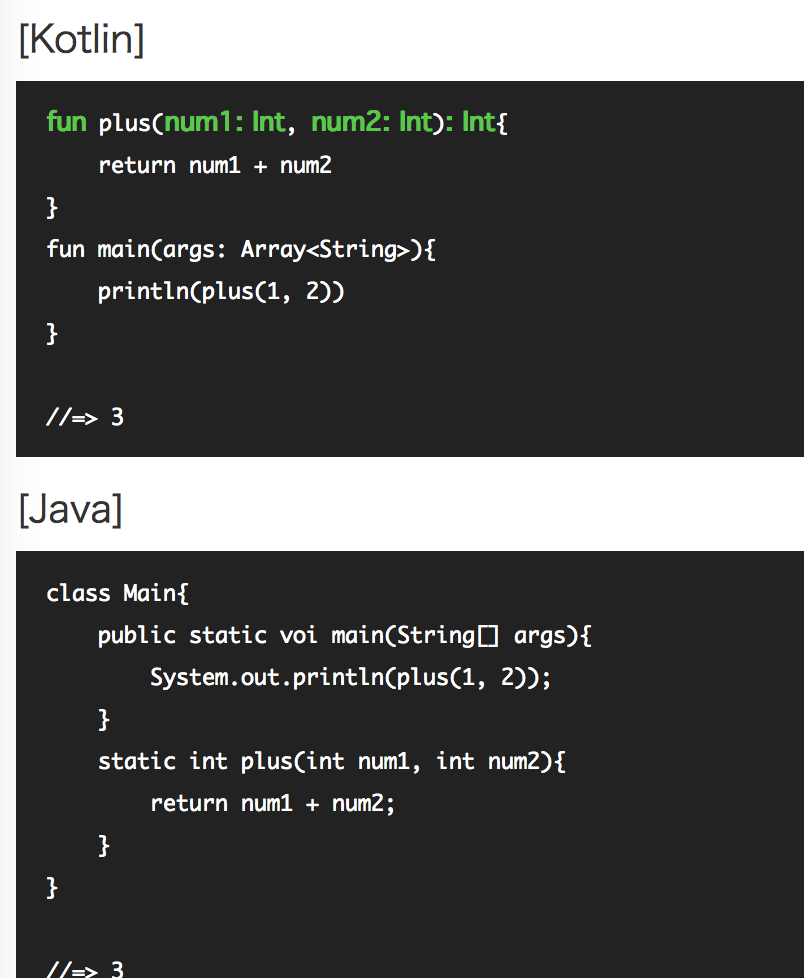 [Kotlin]
fun plus(num1: Int, num2: Int): Int{
    return num1 + num2
}
fun main(args: Array<String>){
    println(plus(1, 2))
}
//=> 3
[Java]
class Main{
    public static voi main(String[] args){
        System.out.println(plus(1, 2));
    }
    static int plus(int num1, int num2){
        return num1 + num2;
    }
}
//=> 3